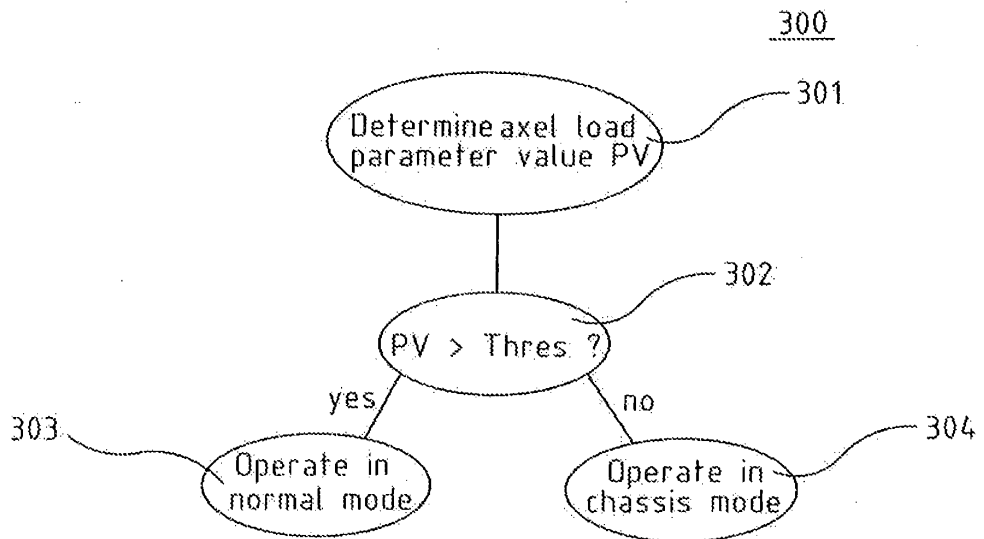 300
301
Determine axel load
parameter value PV
302
PV > Thres ?
yes
no
303
304
Operate in
normal mode
Operate in
chassis mode